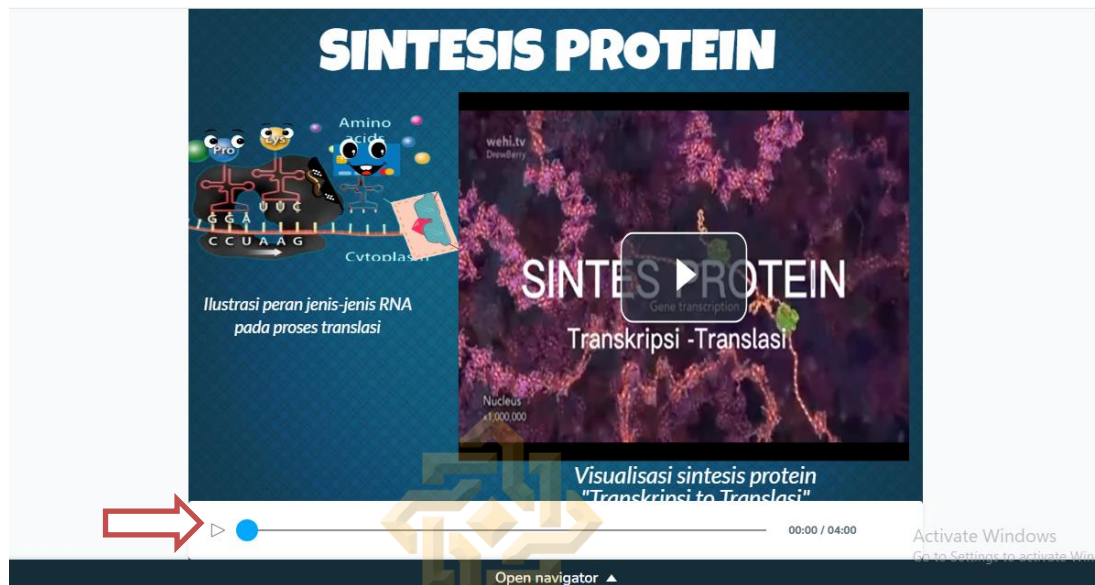 SINTESIS PROTEIN
Amino
acids
Pro
Lys
U U C
G G A
C C U A A G
Cytoplasm
Ilustrasi peran jenis-jenis RNA
pada proses translasi
wehi.tv
DrewBerry
SINTES PROTEIN
Gene transcription
Transkripsi -Translasi
Nucleus
x1,000,000
Visualisasi sintesis protein
"Transkripsi to Translasi"
00:00 / 04:00
Activate Windows
Go to Settings to activate Win
Open navigator ▲